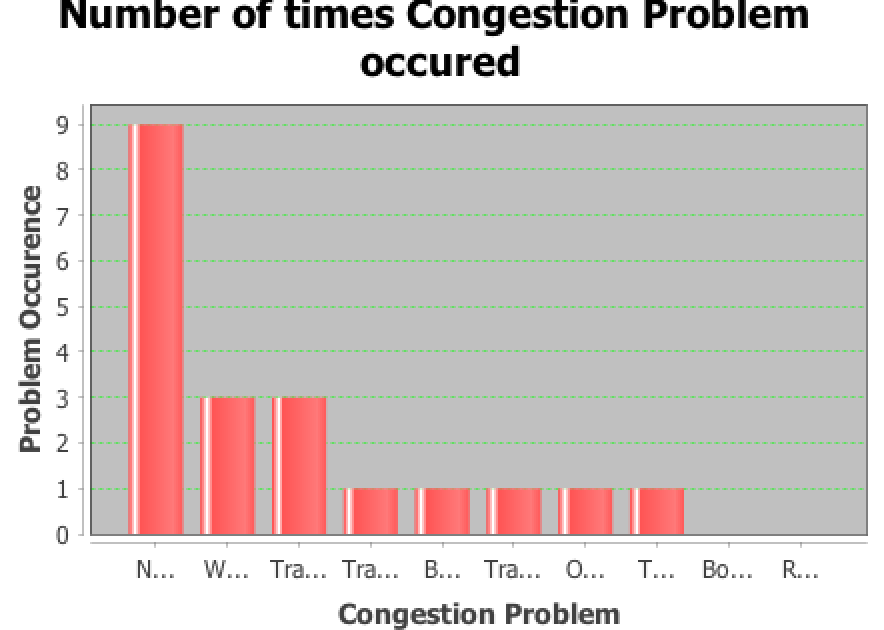 Number of times Congestion Problem
occured
Problem Occurence
9
8
7
6
5
4
3
2
1
0
N... W... Tra... Tra... B... Tra... O... T... Bo... R...
Congestion Problem